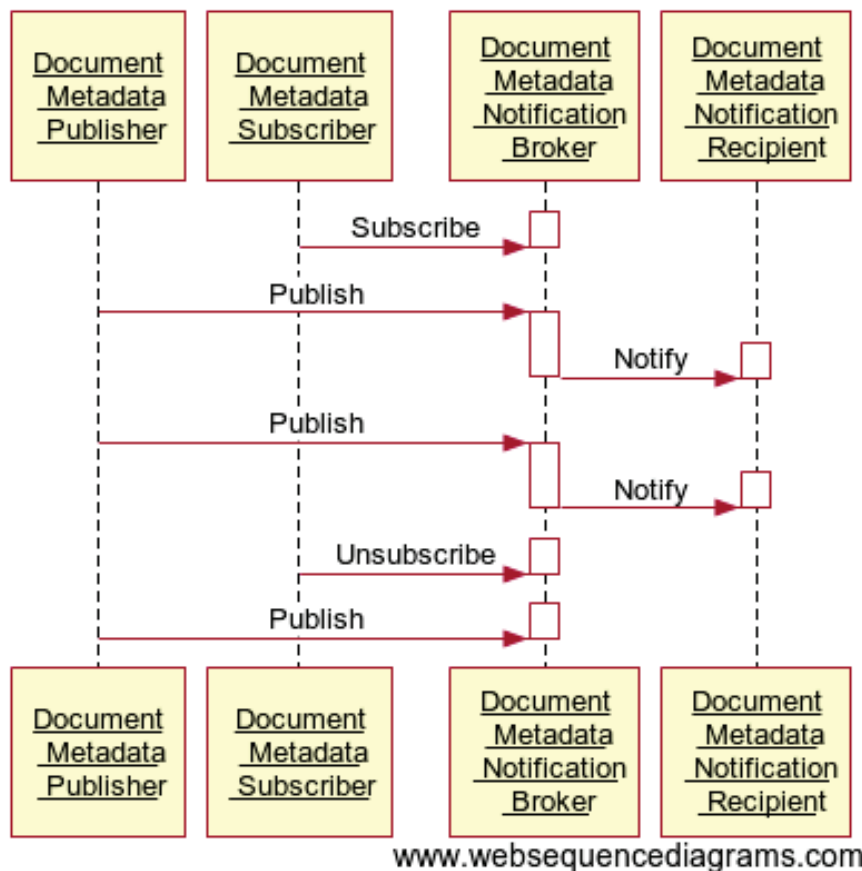 Document
Metadata
Publisher
Document
Metadata
Subscriber
Document
Metadata
Notification
Broker
Document
Metadata
Notification
Recipient
Subscribe
Publish
Notify
Publish
Notify
Unsubscribe
Publish
Document
Metadata
Publisher
Document
Metadata
Subscriber
Document
Metadata
Notification
Broker
Document
Metadata
Notification
Recipient
www.websequencediagrams.com